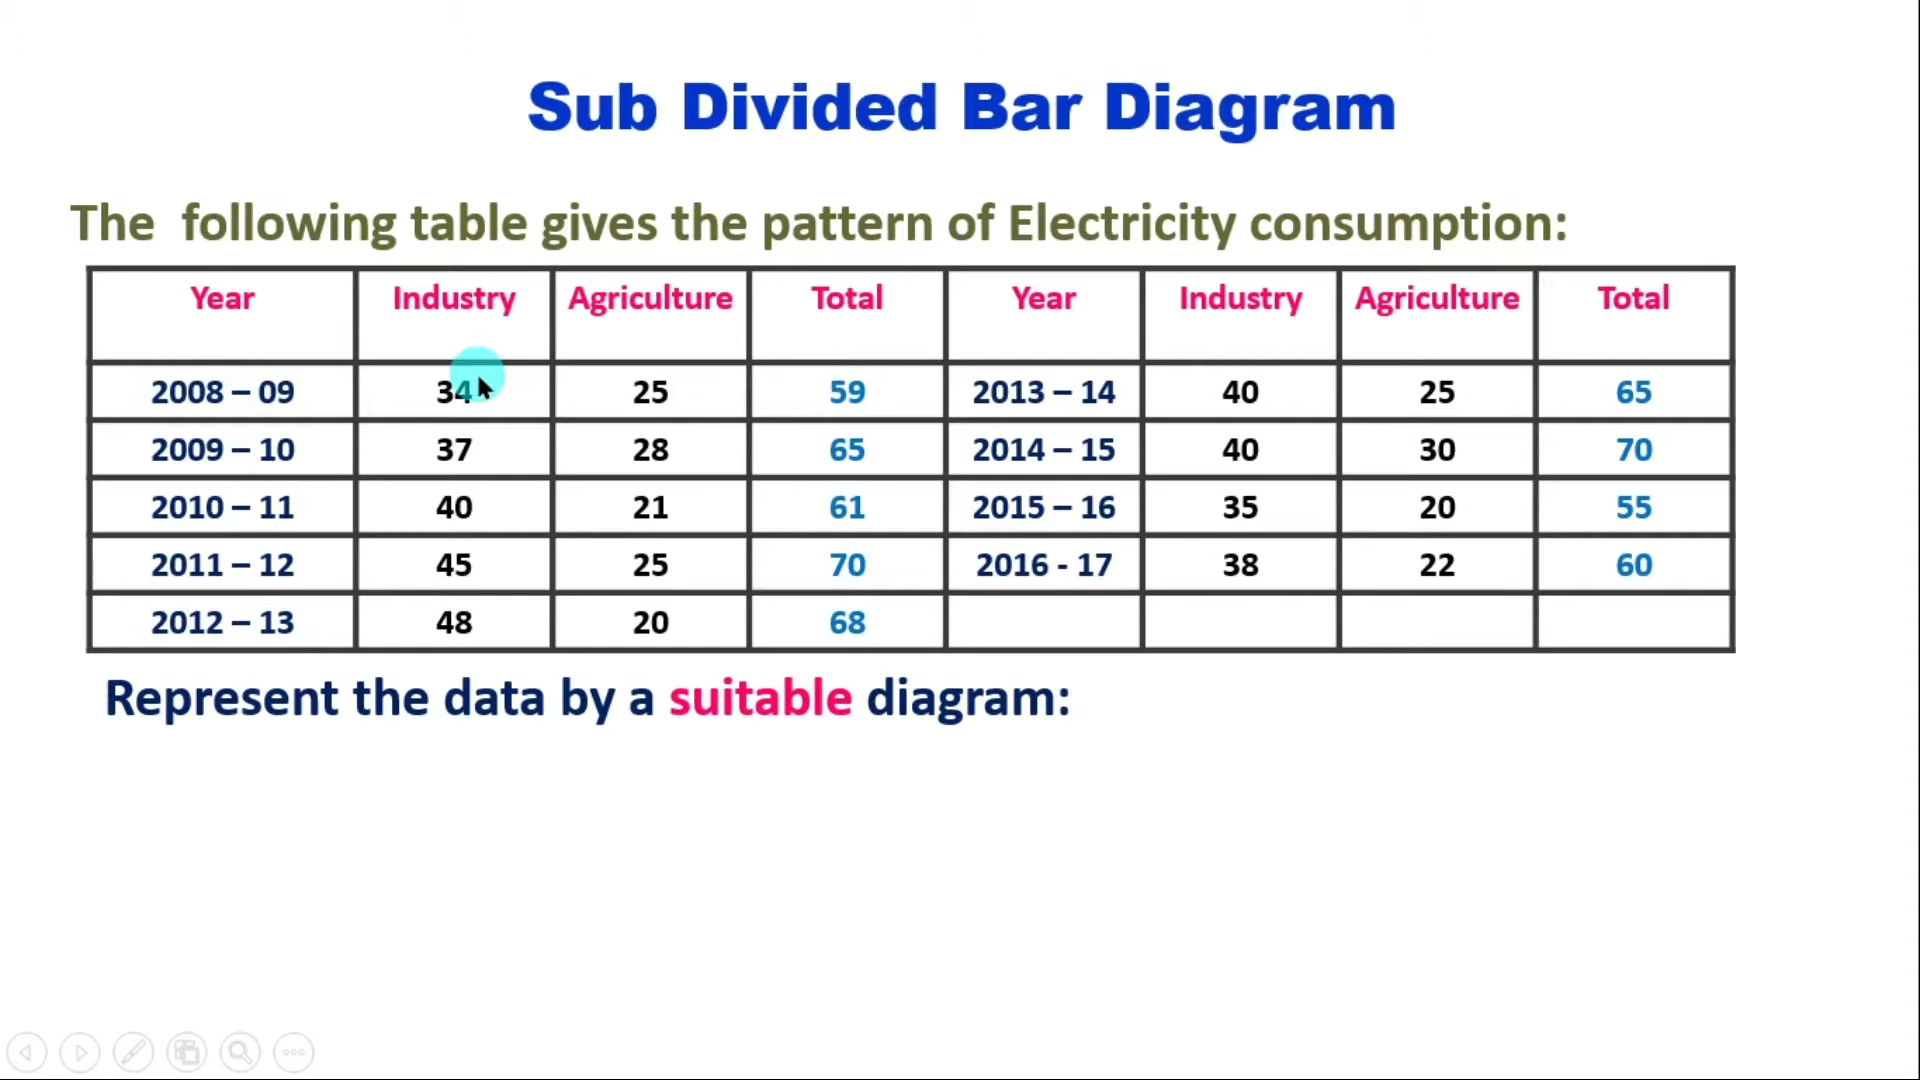 Sub Divided Bar Diagram
The following table gives the pattern of Electricity consumption:
Year Industry Agriculture Total Year Industry Agriculture Total
2008 – 09 34 25 59 2013 – 14 40 25 65
2009 – 10 37 28 65 2014 – 15 40 30 70
2010 – 11 40 21 61 2015 – 16 35 20 55
2011 – 12 45 25 70 2016 - 17 38 22 60
2012 – 13 48 20 68
Represent the data by a suitable diagram: